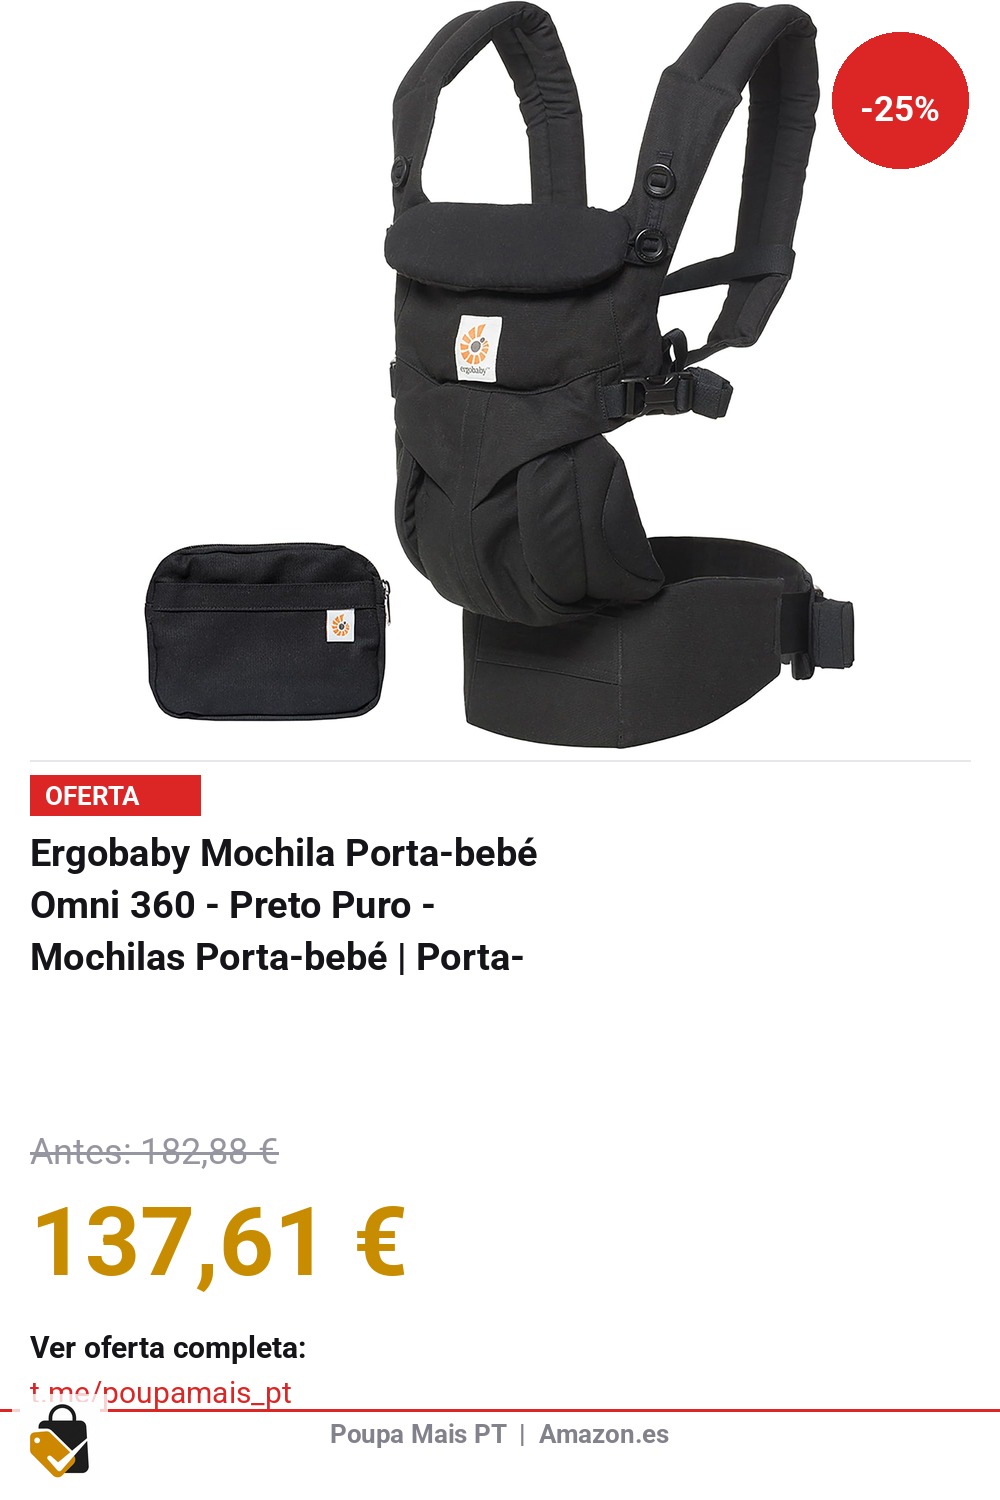 -25%
ergobaby
OFERTA
Ergobaby Mochila Porta-bebé
Omni 360 - Preto Puro -
Mochilas Porta-bebé | Porta-
Antes: 182,88 €
137,61 €
Ver oferta completa:
t.me/poupamais_pt
Poupa Mais PT | Amazon.es